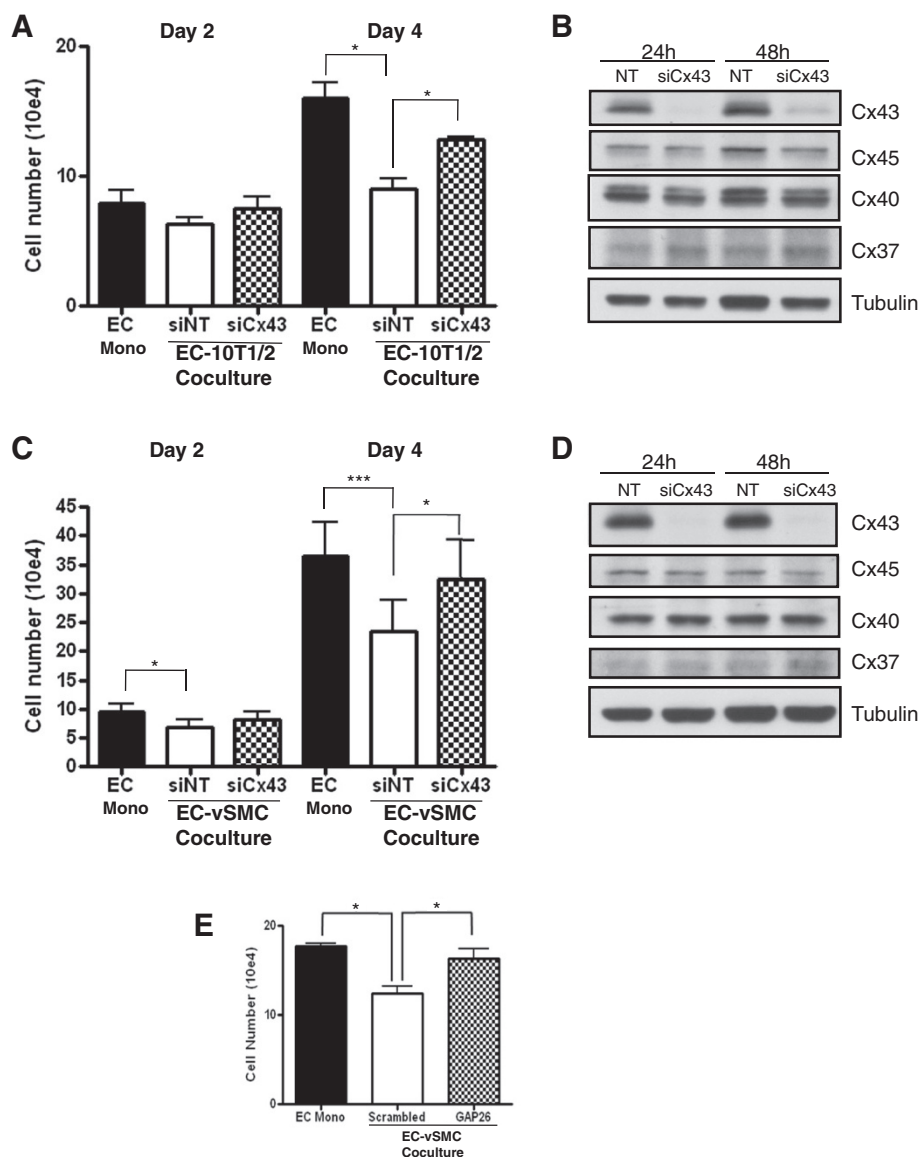 A
Day 2 Day 4
*
*
Cell number (10e4)
20
10
0
EC siNT siCx43 EC siNT siCx43
Mono EC-10T1/2 Mono EC-10T1/2
Coculture Coculture
B
24h 48h
NT siCx43 NT siCx43
Cx43
Cx45
Cx40
Cx37
Tubulin
C
Day 2 Day 4
***
*
*
Cell number (10e4)
45
40
35
30
25
20
15
10
5
0
EC siNT siCx43 EC siNT siCx43
Mono EC-vSMC Mono EC-vSMC
Coculture Coculture
D
24h 48h
NT siCx43 NT siCx43
Cx43
Cx45
Cx40
Cx37
Tubulin
E
* *
Cell Number (10e4)
20
10
0
EC Mono Scrambled GAP26
EC-vSMC
Coculture